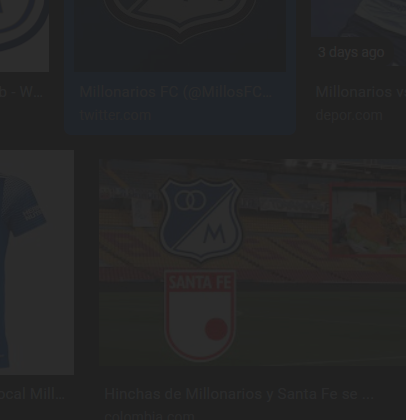 3 days ago
b - W...
Millonarios FC (@MillosFC...
twitter.com
Millonarios v
depor.com
M
SANTA FE
ocal Mill...
Hinchas de Millonarios y Santa Fe se ...
colombia.com